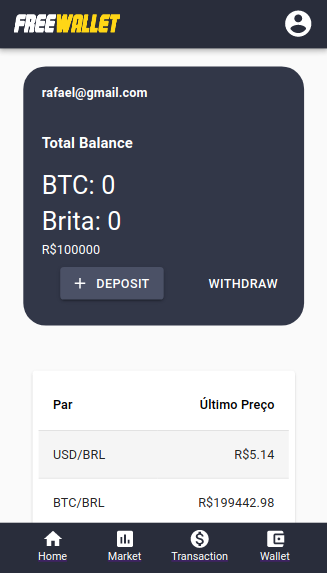 FREEWALLET
rafael@gmail.com
Total Balance
BTC: 0
Brita: 0
R$100000
+ DEPOSIT WITHDRAW
Par Último Preço
USD/BRL R$5.14
BTC/BRL R$199442.98
Home Market Transaction Wallet